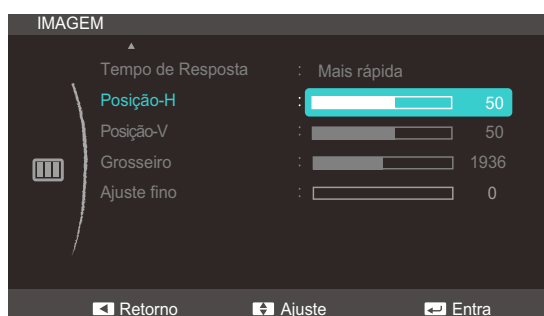 IMAGEM
Tempo de Resposta : Mais rápida
Posição-H : 50
Posição-V : 50
Grosseiro : 1936
Ajuste fino : 0
Retorno Ajuste Entra